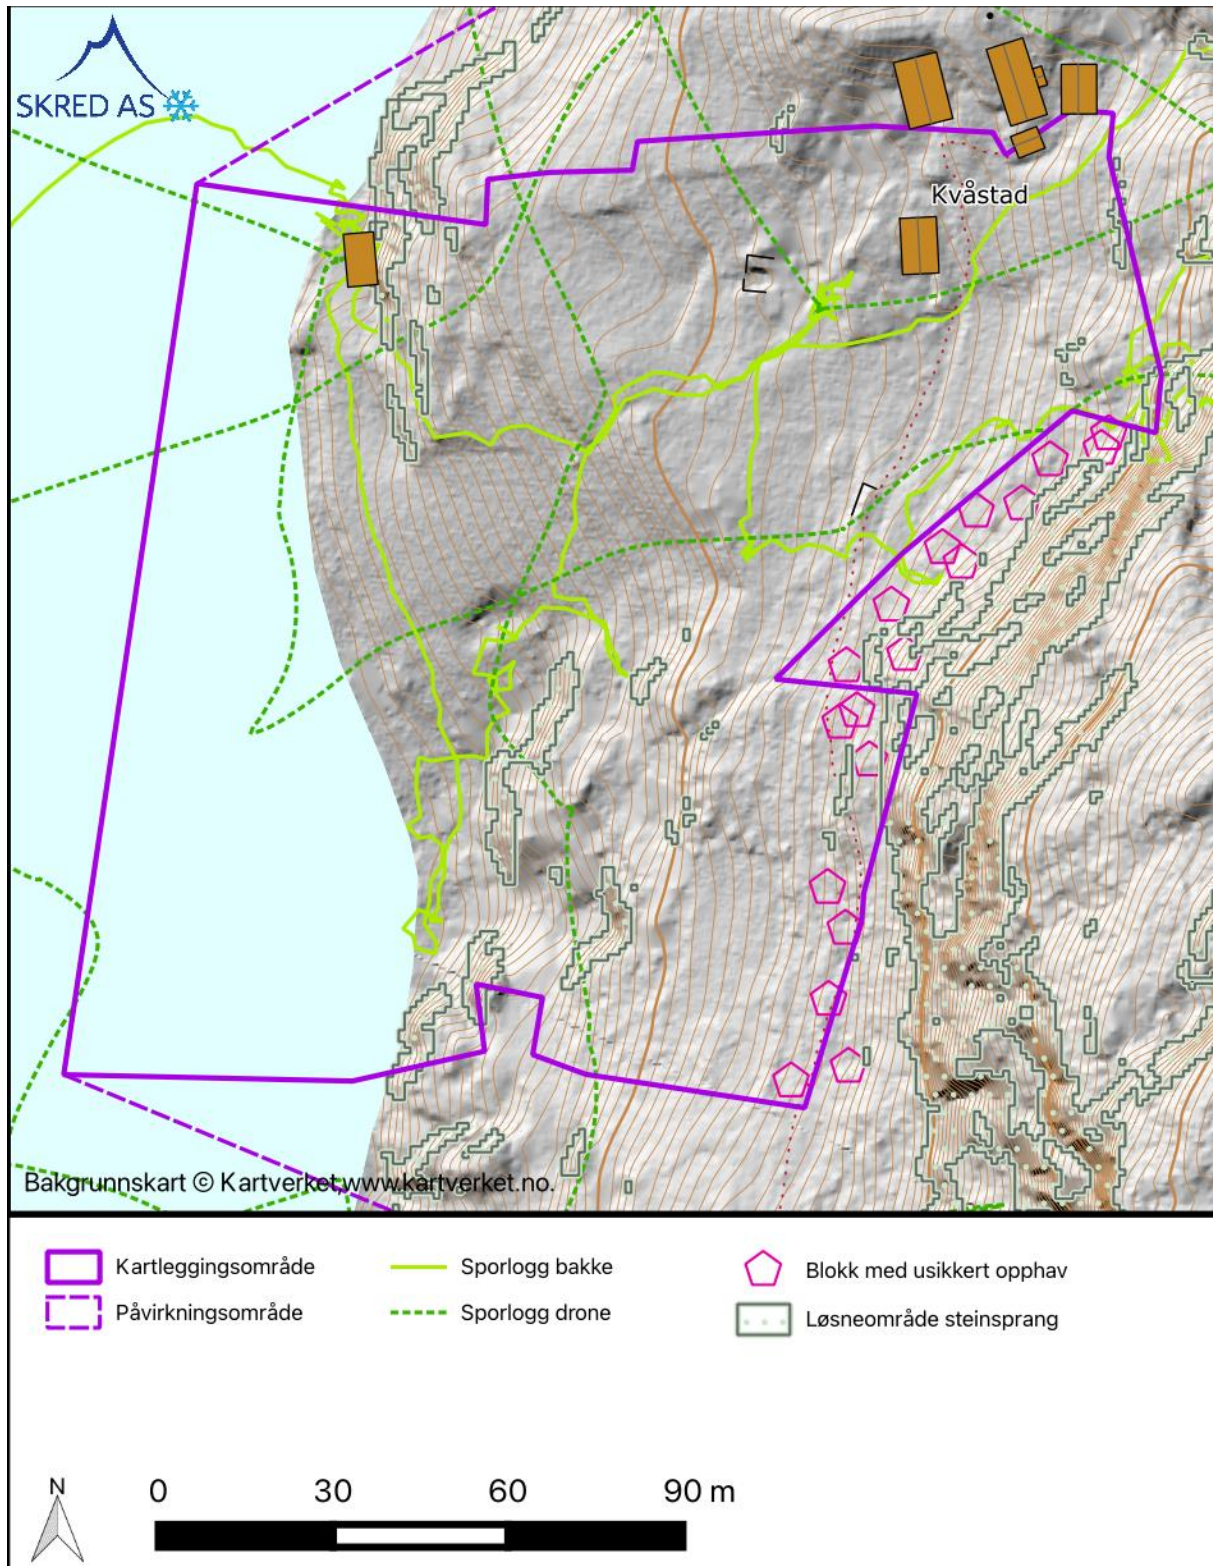 SKRED AS
Kvåstad
Bakgrunnskart © Kartverket,www.kartverket.no.
Kartleggingsområde
Påvirkningsområde
Sporlogg bakke
Sporlogg drone
Blokk med usikkert opphav
Løsneområde steinsprang
N
0 30 60 90 m